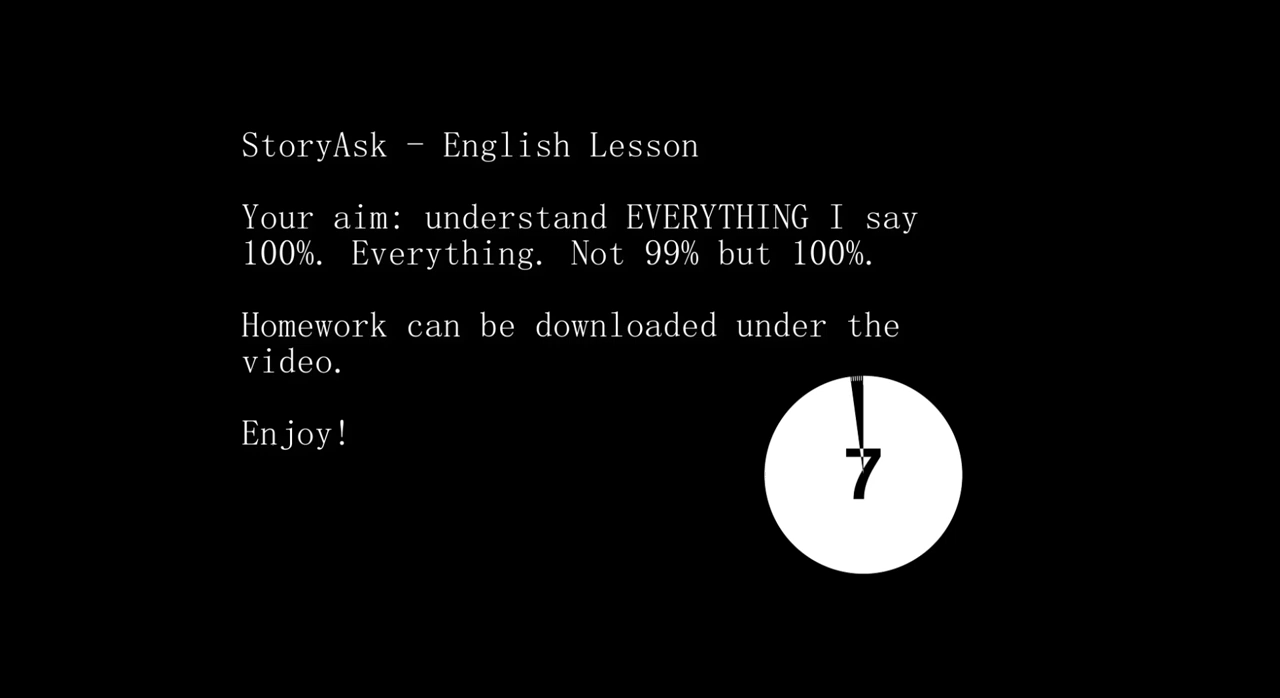 StoryAsk - English Lesson
Your aim: understand EVERYTHING I say
100%. Everything. Not 99% but 100%.
Homework can be downloaded under the
video.
Enjoy!
7